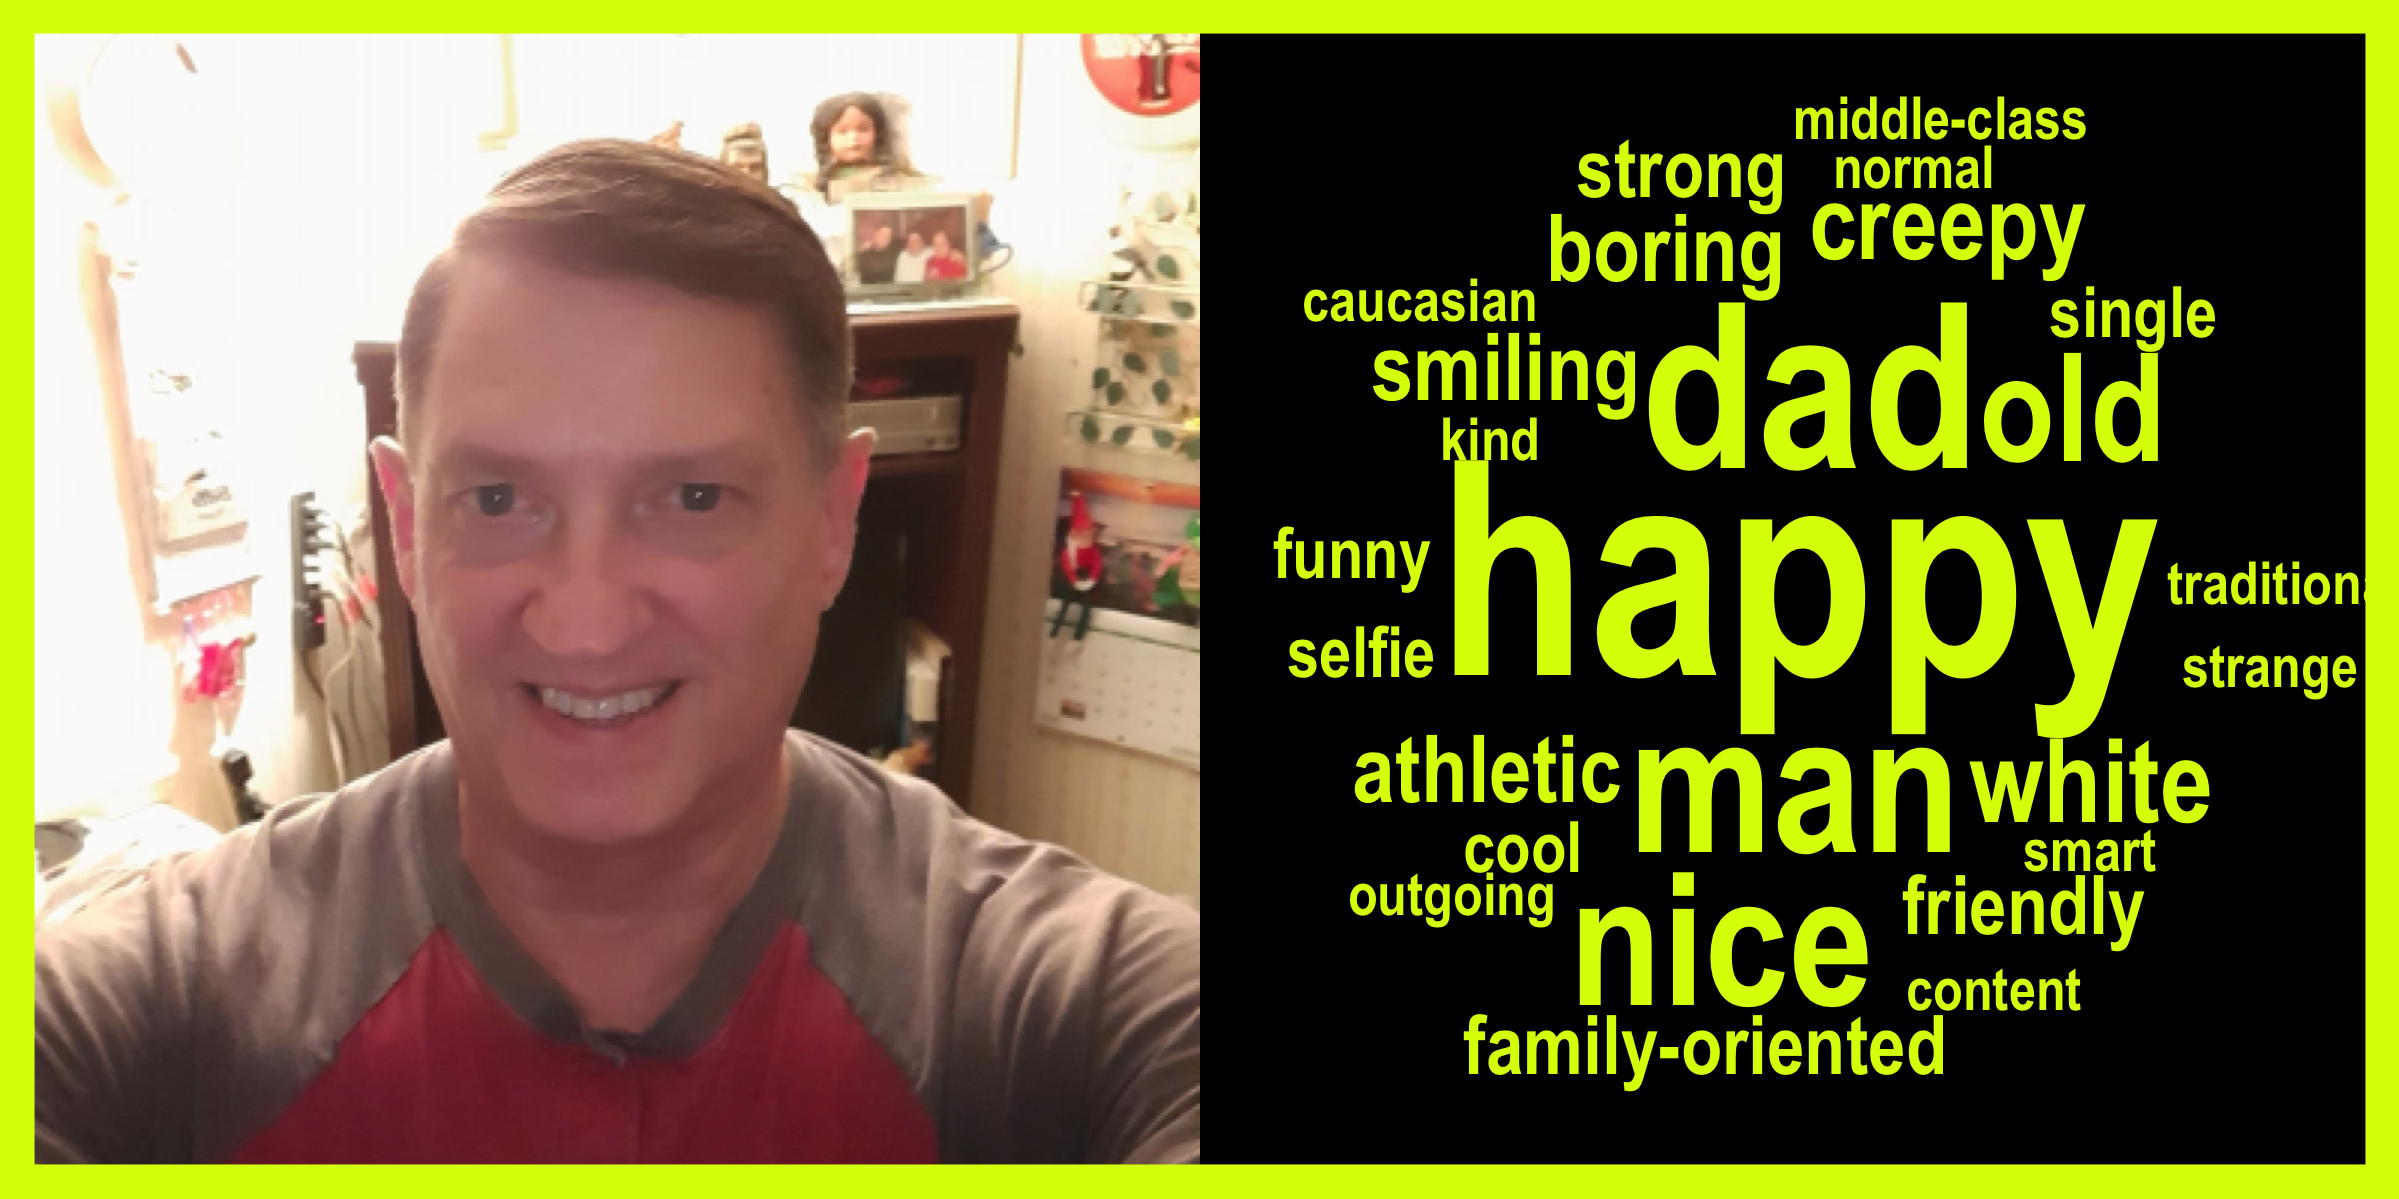 middle-class
strong
normal
creepy
boring
caucasian
single
smiling
dad
old
kind
happy
funny
traditiona
selfie
strange
athletic
man
white
cool
smart
outgoing
nice
friendly
content
family-oriented